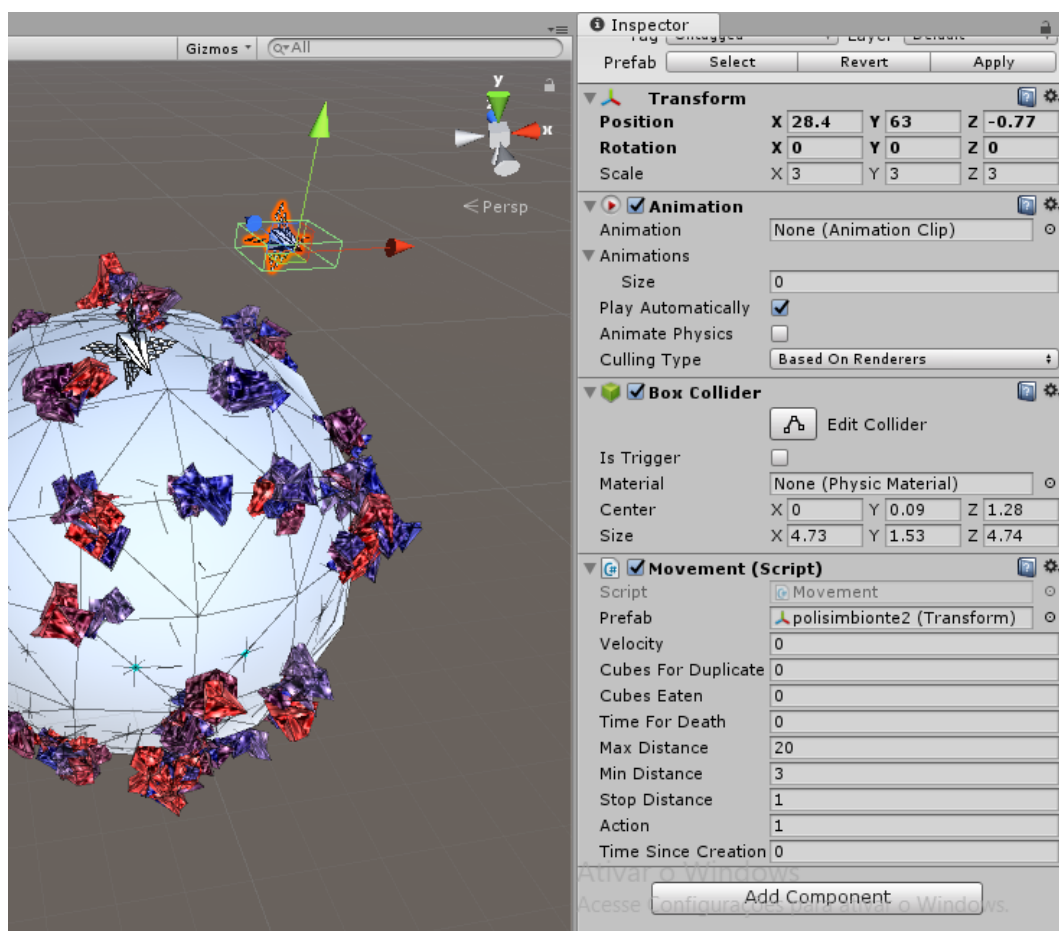 Inspector
Gizmos All
Tag Untagged Layer Default
Prefab Select Revert Apply
y
x
Persp
Transform
Position X 28.4 Y 63 Z -0.77
Rotation X 0 Y 0 Z 0
Scale X 3 Y 3 Z 3
Animation
Animation None (Animation Clip)
Animations
Size 0
Play Automatically
Animate Physics
Culling Type Based On Renderers
Box Collider
Edit Collider
Is Trigger
Material None (Physic Material)
Center X 0 Y 0.09 Z 1.28
Size X 4.73 Y 1.53 Z 4.74
Movement (Script)
Script Movement
Prefab polisimbionte2 (Transform)
Velocity 0
Cubes For Duplicate 0
Cubes Eaten 0
Time For Death 0
Max Distance 20
Min Distance 3
Stop Distance 1
Action 1
Time Since Creation 0
Ativar o Windows
Add Component
Acesse Configurações para ativar o Windows.